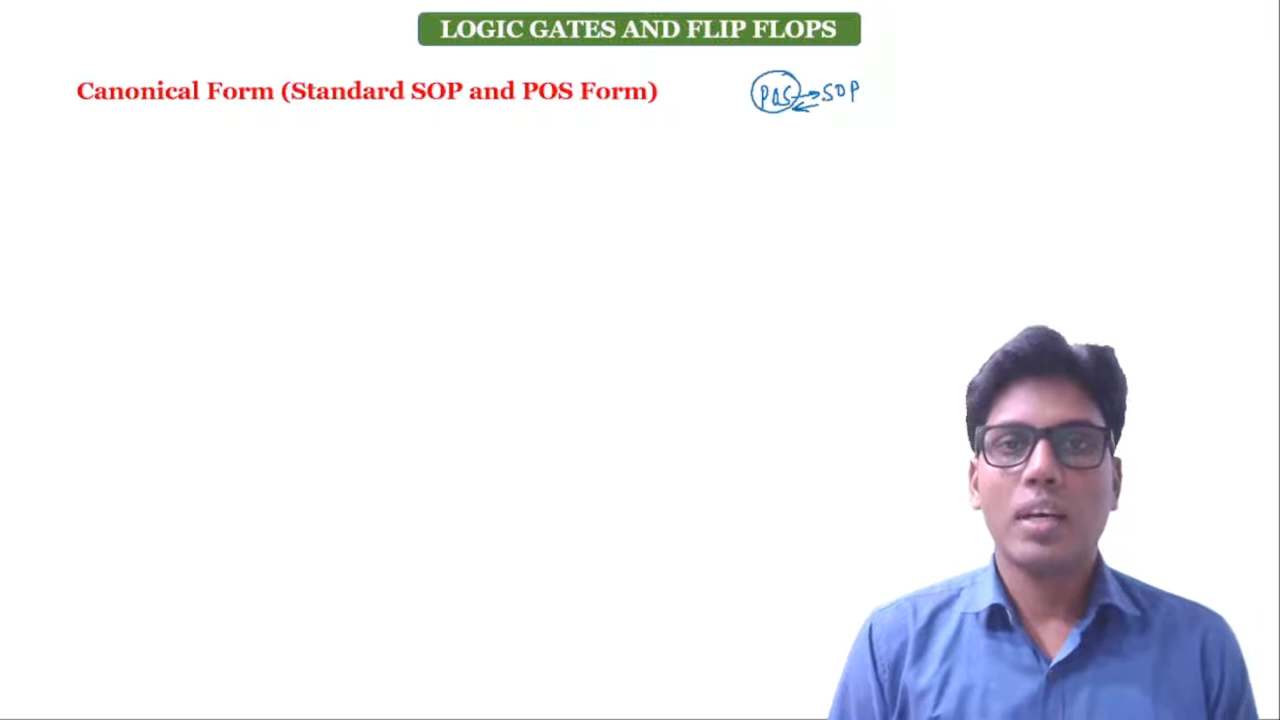 LOGIC GATES AND FLIP FLOPS
Canonical Form (Standard SOP and POS Form)
POS ⇄ SOP